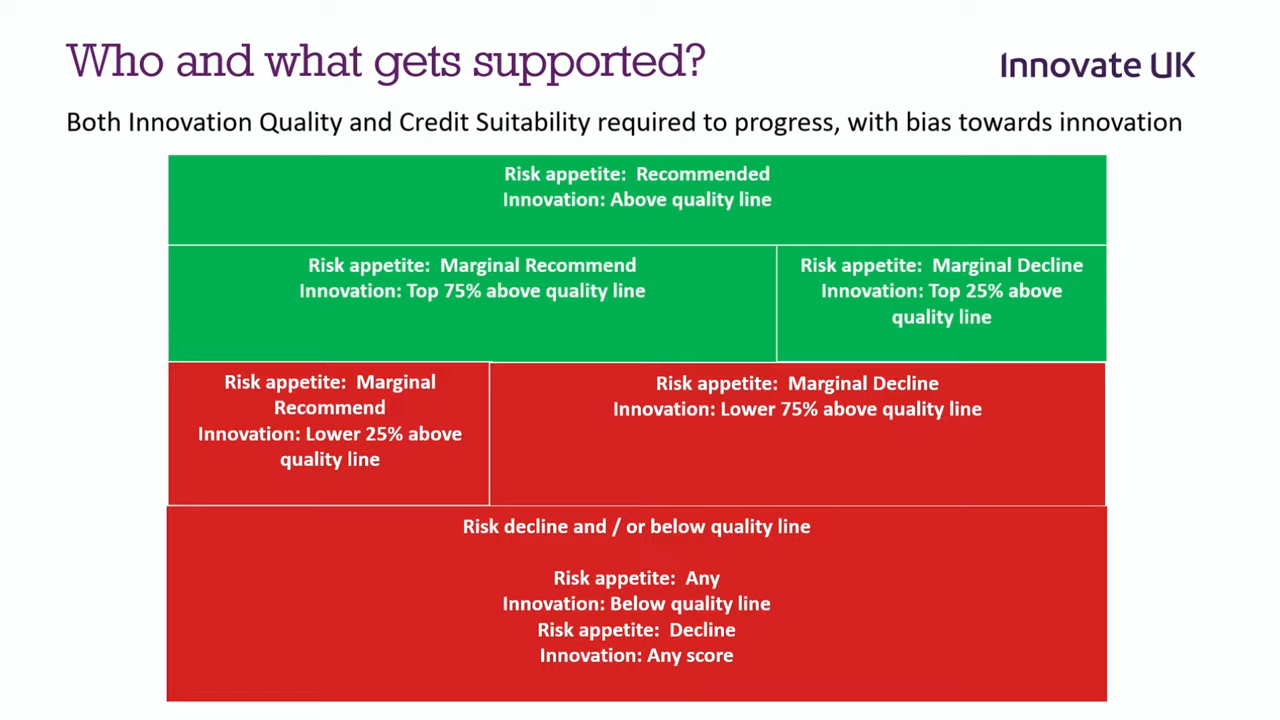 Who and what gets supported?
Innovate UK
Both Innovation Quality and Credit Suitability required to progress, with bias towards innovation
Risk appetite: Recommended
Innovation: Above quality line
Risk appetite: Marginal Recommend
Innovation: Top 75% above quality line
Risk appetite: Marginal Decline
Innovation: Top 25% above
quality line
Risk appetite: Marginal
Recommend
Innovation: Lower 25% above
quality line
Risk appetite: Marginal Decline
Innovation: Lower 75% above quality line
Risk decline and / or below quality line
Risk appetite: Any
Innovation: Below quality line
Risk appetite: Decline
Innovation: Any score